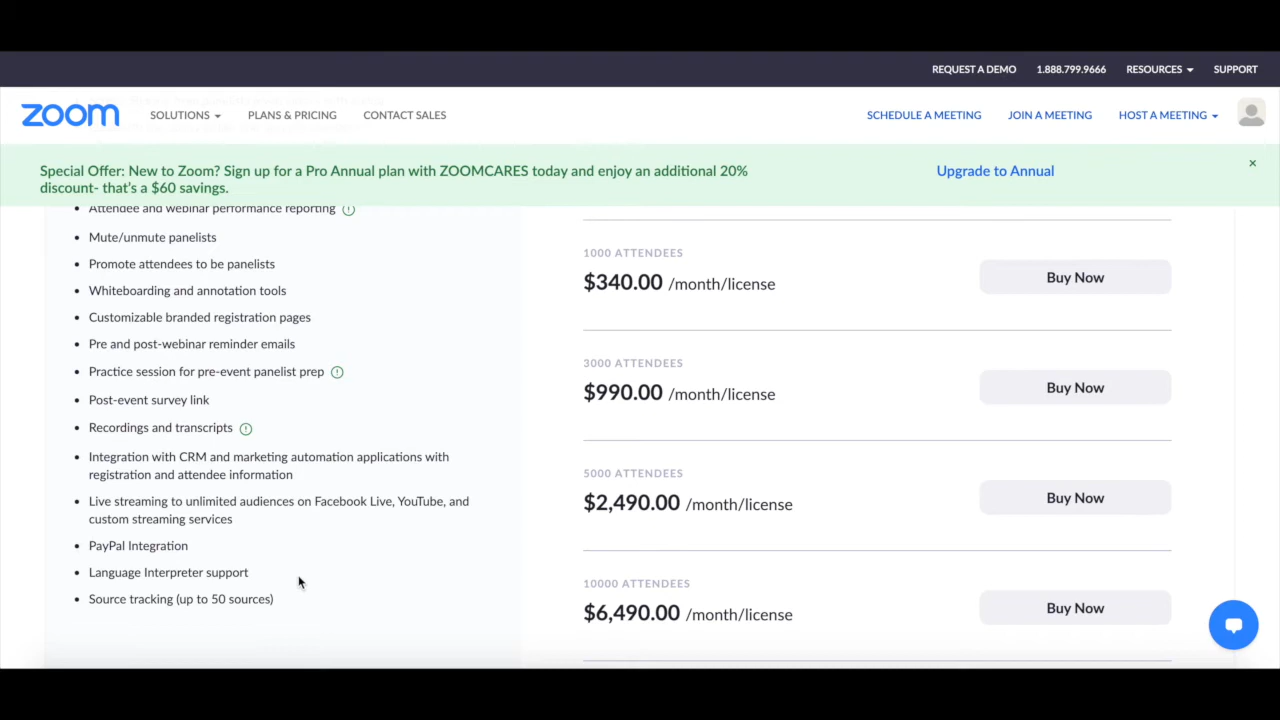 REQUEST A DEMO 1.888.799.9666 RESOURCES SUPPORT
zoom SOLUTIONS PLANS & PRICING CONTACT SALES SCHEDULE A MEETING JOIN A MEETING HOST A MEETING
Special Offer: New to Zoom? Sign up for a Pro Annual plan with ZOOMCARES today and enjoy an additional 20%
discount- that's a $60 savings.
Upgrade to Annual
×
• Attendee and webinar performance reporting
• Mute/unmute panelists
• Promote attendees to be panelists
• Whiteboarding and annotation tools
• Customizable branded registration pages
• Pre and post-webinar reminder emails
• Practice session for pre-event panelist prep
• Post-event survey link
• Recordings and transcripts
• Integration with CRM and marketing automation applications with
registration and attendee information
• Live streaming to unlimited audiences on Facebook Live, YouTube, and
custom streaming services
• PayPal Integration
• Language Interpreter support
• Source tracking (up to 50 sources)
1000 ATTENDEES
$340.00 /month/license
Buy Now
3000 ATTENDEES
$990.00 /month/license
Buy Now
5000 ATTENDEES
$2,490.00 /month/license
Buy Now
10000 ATTENDEES
$6,490.00 /month/license
Buy Now